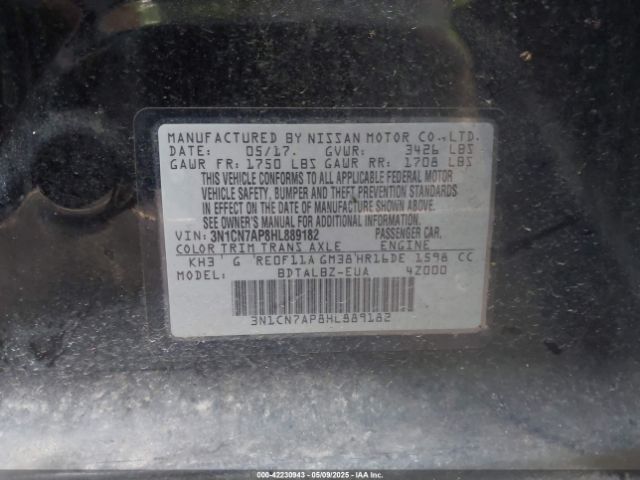 MANUFACTURED BY NISSAN MOTOR CO.,LTD.
DATE: 05/17. GVWR: 3426 LBS
GAWR FR: 1750 LBS GAWR RR: 1708 LBS
THIS VEHICLE CONFORMS TO ALL APPLICABLE FEDERAL MOTOR
VEHICLE SAFETY, BUMPER AND THEFT PREVENTION STANDARDS
IN EFFECT ON THE DATE OF MANUFACTURE SHOWN ABOVE.
SEE OWNER'S MANUAL FOR ADDITIONAL INFORMATION.
VIN: 3N1CN7AP8HL889182 PASSENGER CAR.
COLOR TRIM TRANS AXLE ENGINE
KH3 G RE0F11A GM38 HR16DE 1598 CC
MODEL: BDTALBZ-EUA 4Z000
3N1CN7AP8HL889182
000-42230943 | 05/09/2025 - IAA